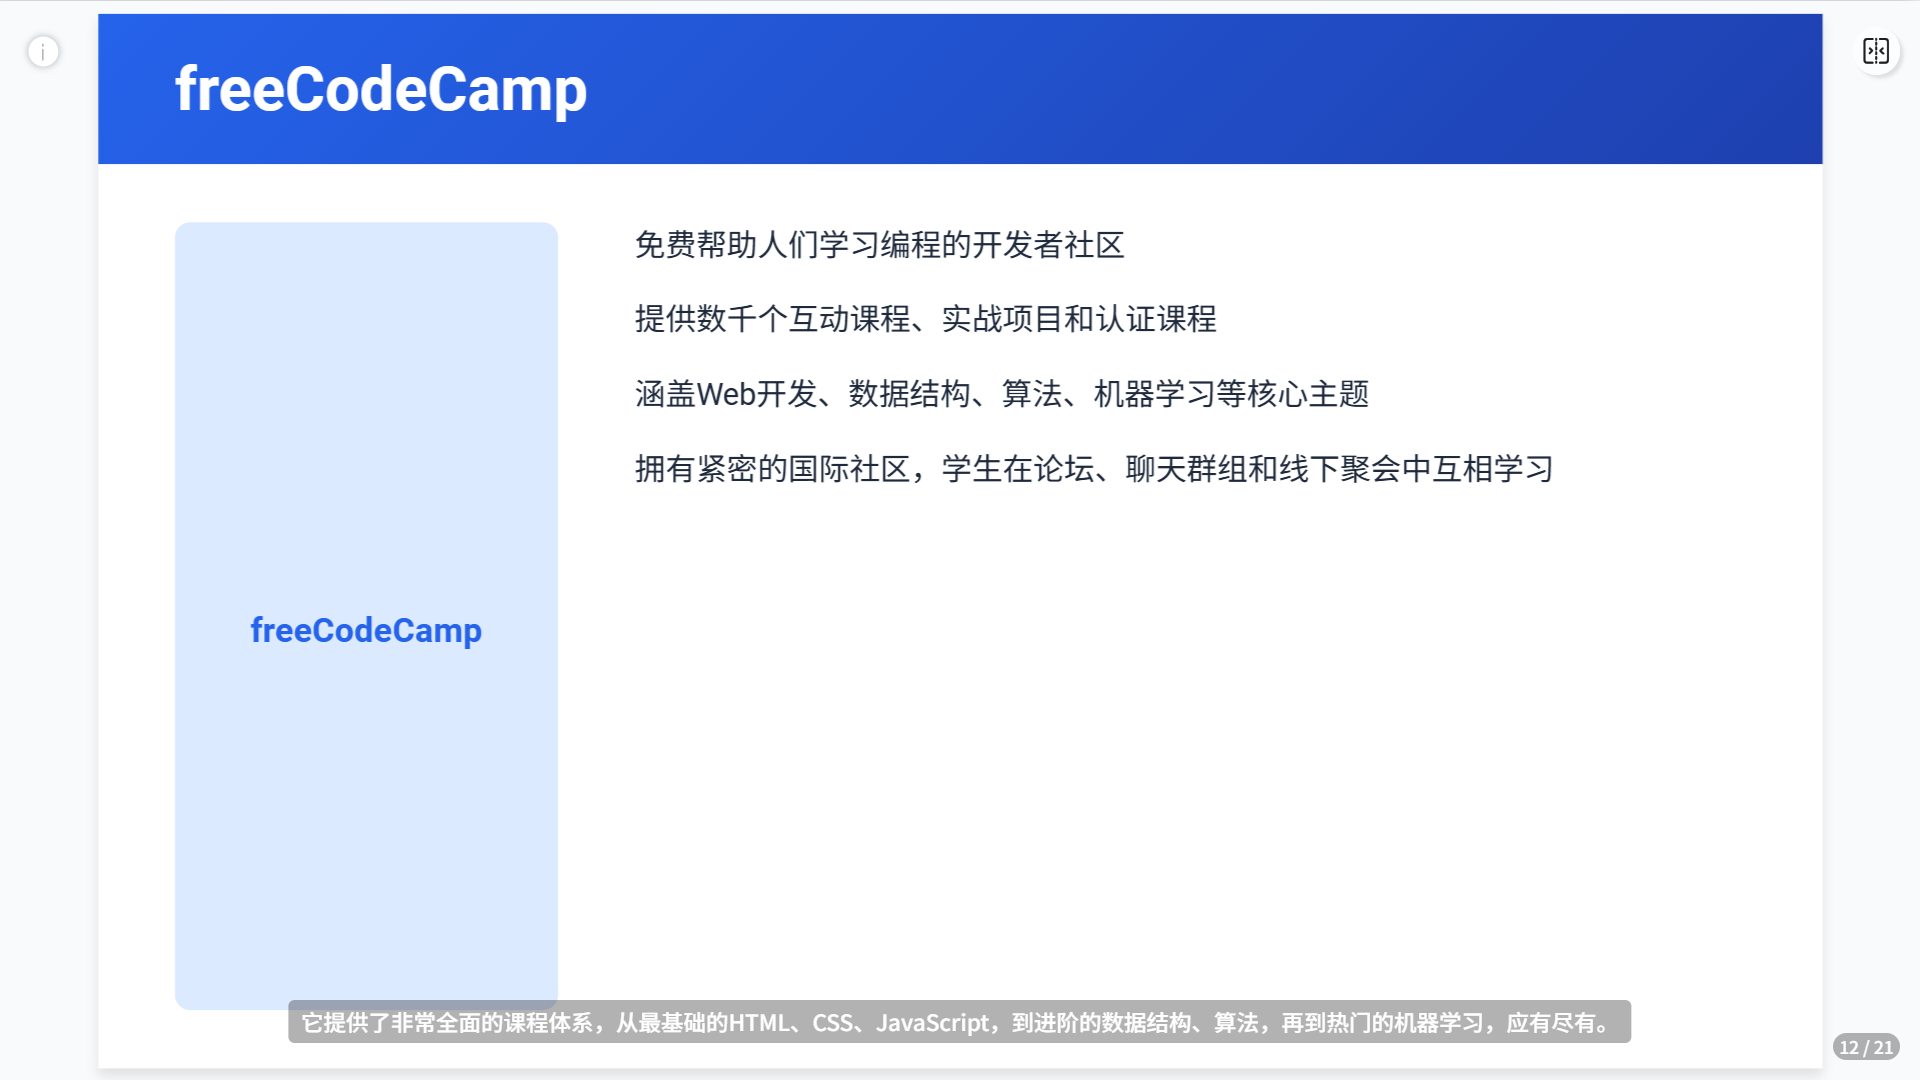 freeCodeCamp
freeCodeCamp
免费帮助人们学习编程的开发者社区
提供数千个互动课程、实战项目和认证课程
涵盖Web开发、数据结构、算法、机器学习等核心主题
拥有紧密的国际社区，学生在论坛、聊天群组和线下聚会中互相学习
它提供了非常全面的课程体系，从最基础的HTML、CSS、JavaScript，到进阶的数据结构、算法，再到热门的机器学习，应有尽有。
12 / 21